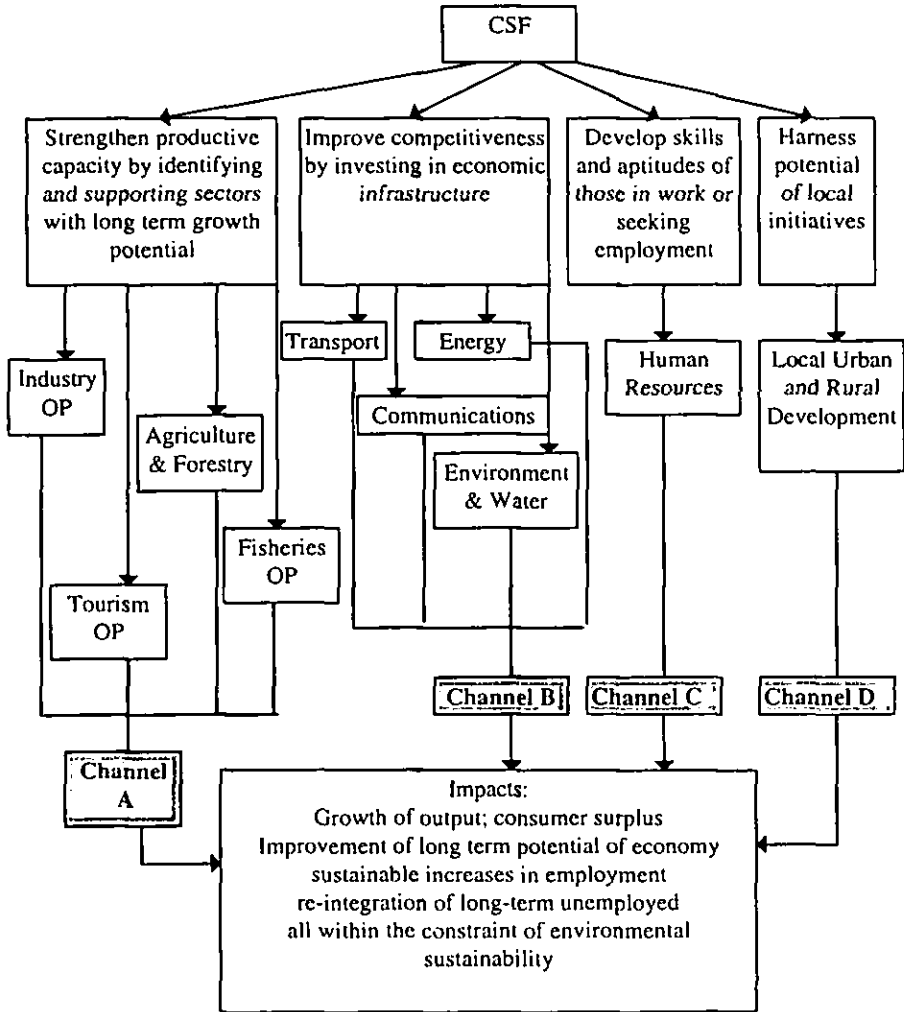 CSF
Strengthen productive
capacity by identifying
and supporting sectors
with long term growth
potential
Improve competitiveness
by investing in economic
infrastructure
Develop skills
and aptitudes of
those in work or
seeking
employment
Harness
potential
of local
initiatives
Transport
Energy
Industry
OP
Communications
Human
Resources
Local Urban
and Rural
Development
Agriculture
& Forestry
Environment
& Water
Fisheries
OP
Tourism
OP
Channel B
Channel C
Channel D
Channel
A
Impacts:
Growth of output; consumer surplus
Improvement of long term potential of economy
sustainable increases in employment
re-integration of long-term unemployed
all within the constraint of environmental
sustainability